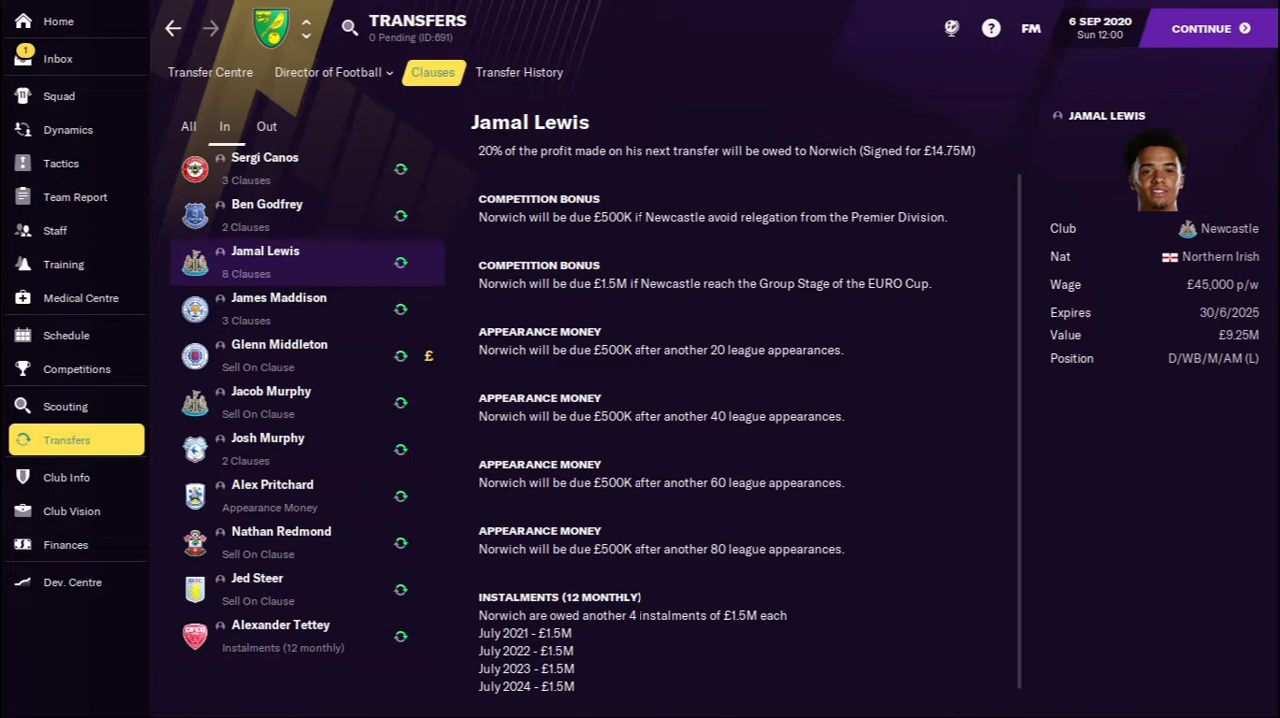 Home
1
Inbox
Squad
Dynamics
Tactics
Team Report
Staff
Training
Medical Centre
Schedule
Competitions
Scouting
Transfers
Club Info
Club Vision
Finances
Dev. Centre
TRANSFERS
0 Pending (ID:691)
?
FM
6 SEP 2020
Sun 12:00
CONTINUE
Transfer Centre
Director of Football
Clauses
Transfer History
All
In
Out
Sergi Canos
3 Clauses
Ben Godfrey
2 Clauses
Jamal Lewis
8 Clauses
James Maddison
3 Clauses
Glenn Middleton
Sell On Clause
£
Jacob Murphy
Sell On Clause
Josh Murphy
2 Clauses
Alex Pritchard
Appearance Money
Nathan Redmond
Sell On Clause
Jed Steer
Sell On Clause
Alexander Tettey
Instalments (12 monthly)
Jamal Lewis
20% of the profit made on his next transfer will be owed to Norwich (Signed for £14.75M)
COMPETITION BONUS
Norwich will be due £500K if Newcastle avoid relegation from the Premier Division.
COMPETITION BONUS
Norwich will be due £1.5M if Newcastle reach the Group Stage of the EURO Cup.
APPEARANCE MONEY
Norwich will be due £500K after another 20 league appearances.
APPEARANCE MONEY
Norwich will be due £500K after another 40 league appearances.
APPEARANCE MONEY
Norwich will be due £500K after another 60 league appearances.
APPEARANCE MONEY
Norwich will be due £500K after another 80 league appearances.
INSTALMENTS (12 MONTHLY)
Norwich are owed another 4 instalments of £1.5M each
July 2021 - £1.5M
July 2022 - £1.5M
July 2023 - £1.5M
July 2024 - £1.5M
JAMAL LEWIS
Club Newcastle
Nat Northern Irish
Wage £45,000 p/w
Expires 30/6/2025
Value £9.25M
Position D/WB/M/AM (L)